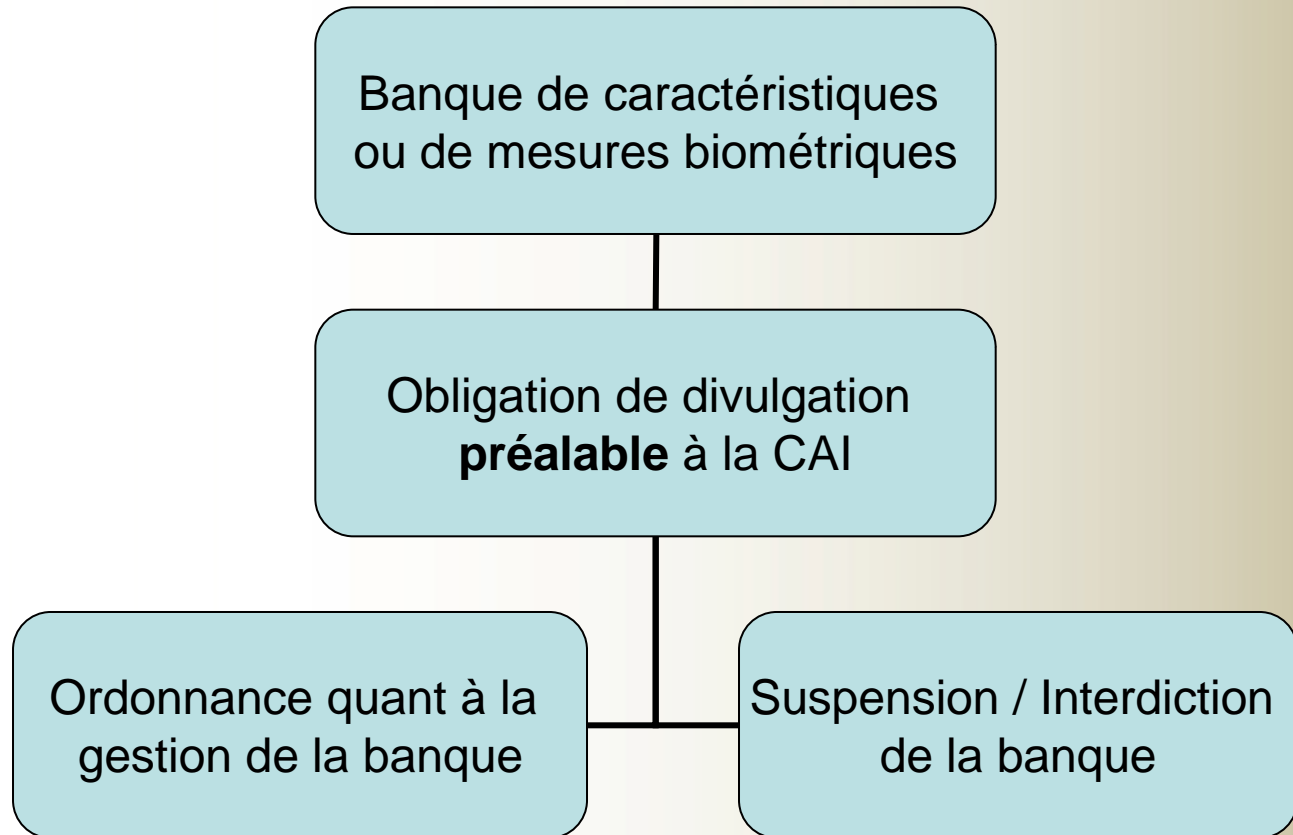 Banque de caractéristiques
ou de mesures biométriques
Obligation de divulgation
préalable à la CAI
Ordonnance quant à la
gestion de la banque
Suspension / Interdiction
de la banque